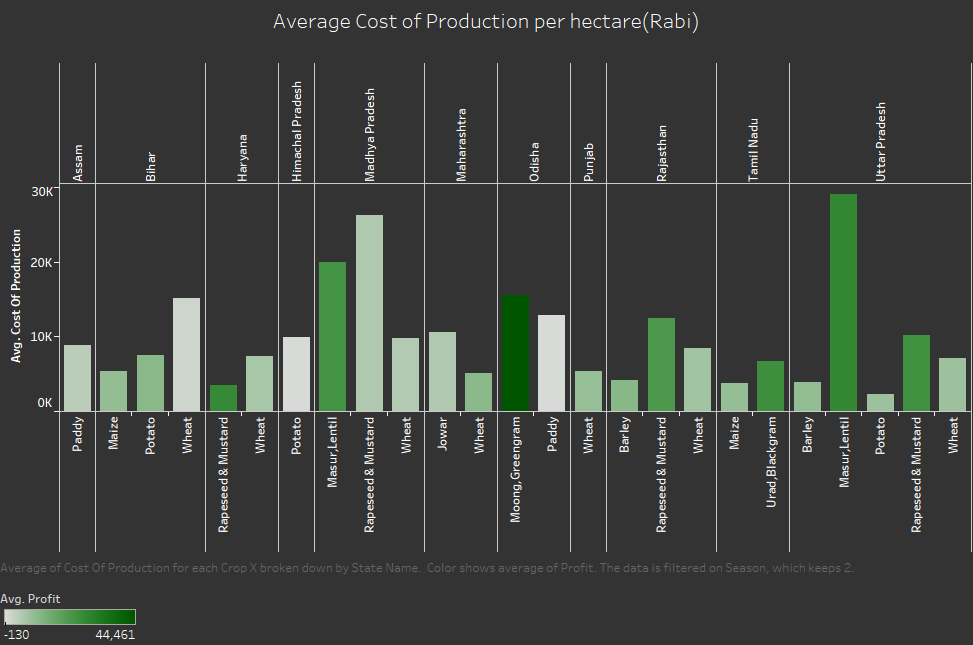 Average Cost of Production per hectare(Rabi)
Assam
Bihar
Haryana
Himachal Pradesh
Madhya Pradesh
Maharashtra
Odisha
Punjab
Rajasthan
Tamil Nadu
Uttar Pradesh
Avg. Cost Of Production
30K
20K
10K
0K
Paddy
Maize
Potato
Wheat
Rapeseed & Mustard
Wheat
Potato
Masur,Lentil
Rapeseed & Mustard
Wheat
Jowar
Wheat
Moong,Greengram
Paddy
Wheat
Barley
Rapeseed & Mustard
Wheat
Maize
Urad,Blackgram
Barley
Masur,Lentil
Potato
Rapeseed & Mustard
Wheat
Average of Cost Of Production for each Crop X broken down by State Name. Color shows average of Profit. The data is filtered on Season, which keeps 2.
Avg. Profit
-130 44,461